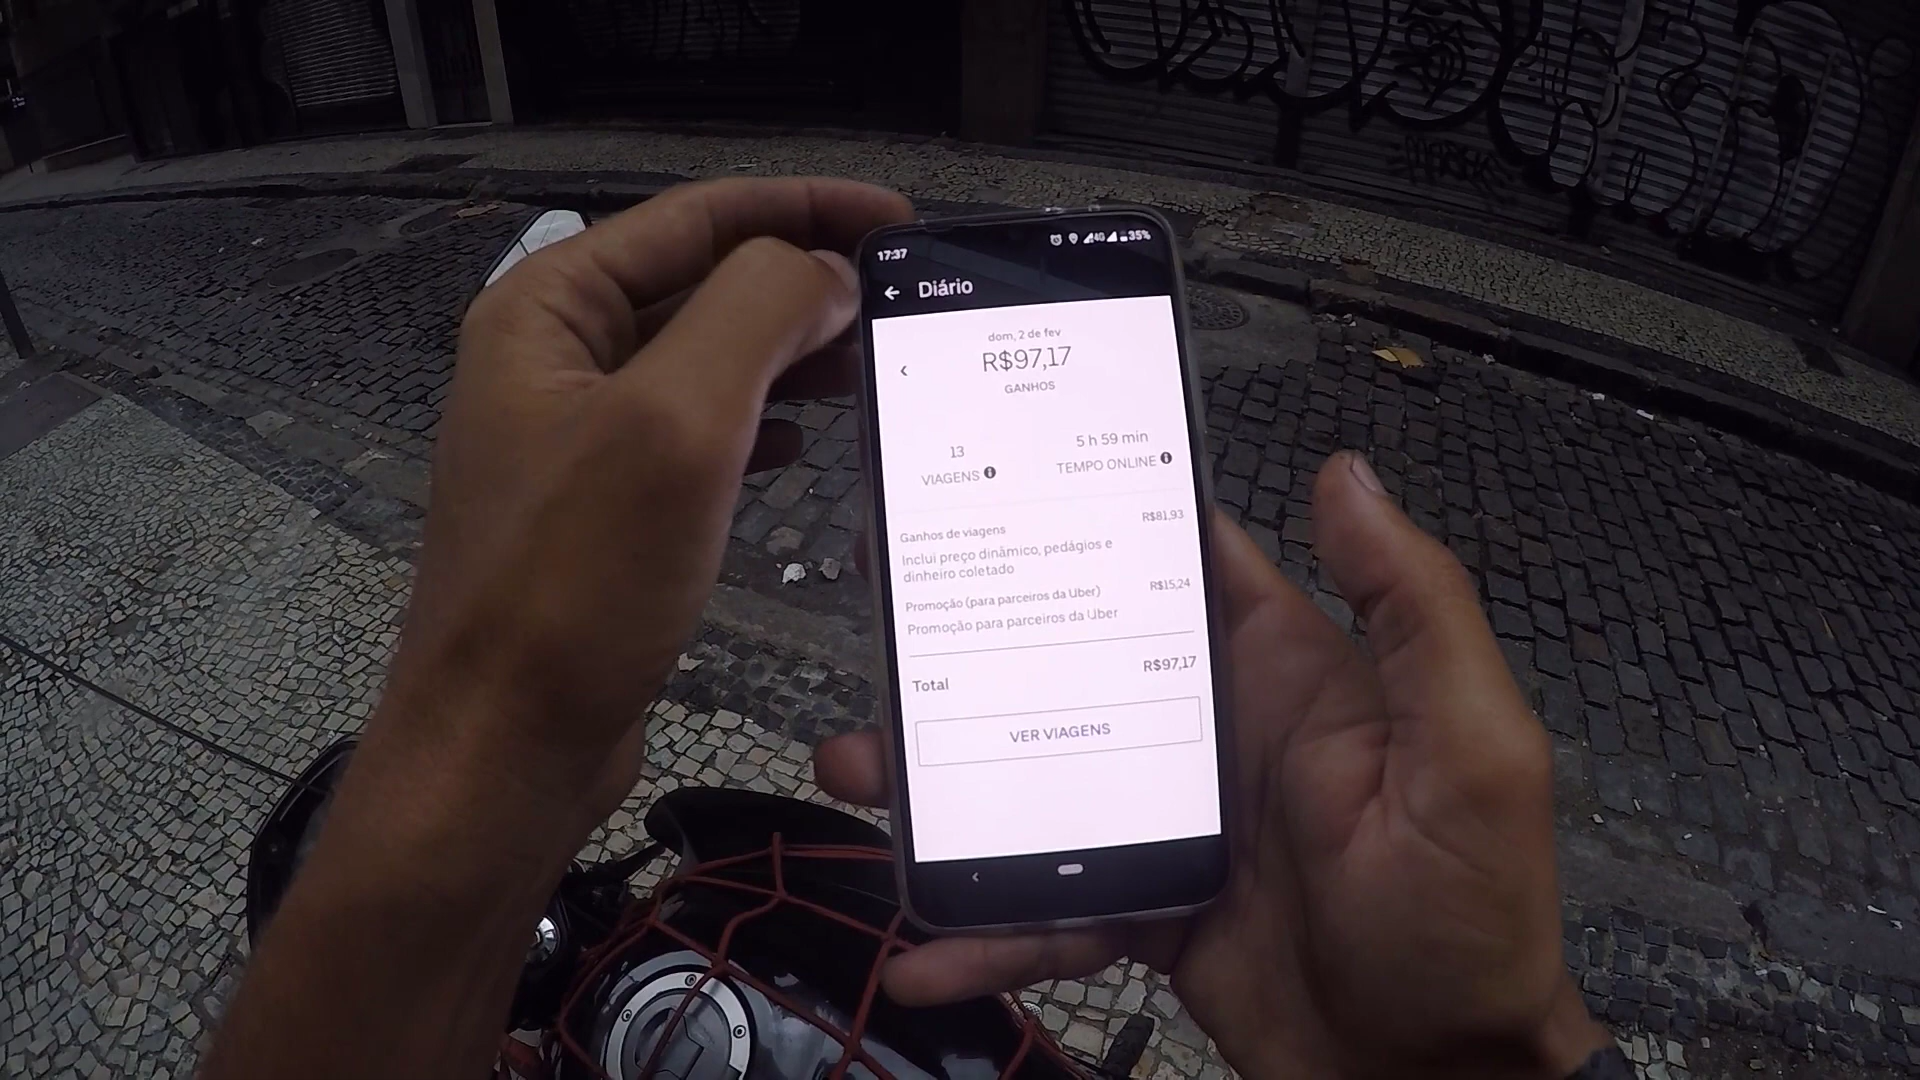 17:37
4G 35%
Diário
dom, 2 de fev
R$97,17
GANHOS
13
VIAGENS
5 h 59 min
TEMPO ONLINE
Ganhos de viagens R$81,93
Inclui preço dinâmico, pedágios e
dinheiro coletado
Promoção (para parceiros da Uber) R$15,24
Promoção para parceiros da Uber
Total R$97,17
VER VIAGENS